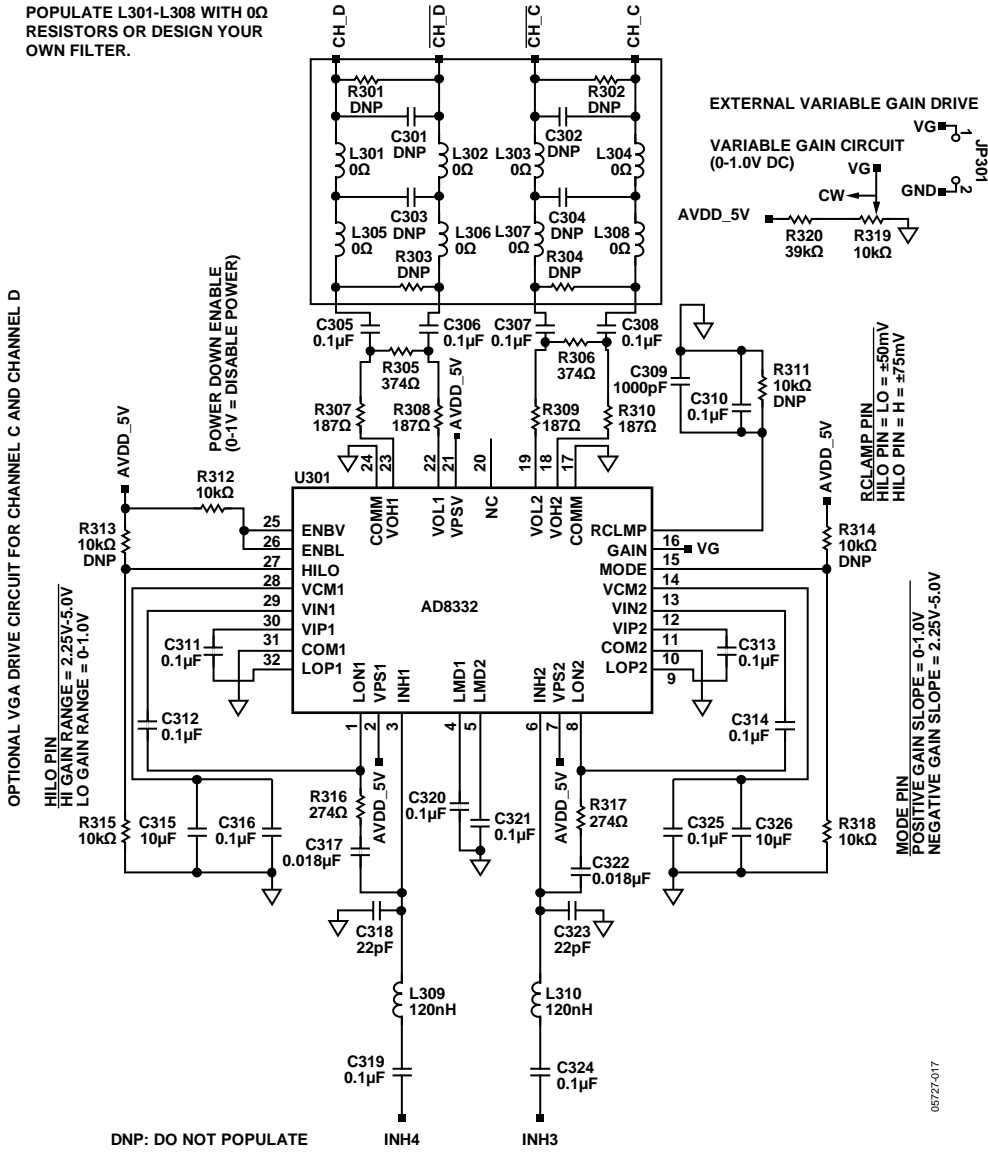 POPULATE L301-L308 WITH 0Ω
RESISTORS OR DESIGN YOUR
OWN FILTER.
CH_D
CH_D
CH_C
CH_C
R301
DNP
R302
DNP
C301
DNP
C302
DNP
L301
0Ω
L302
0Ω
L303
0Ω
L304
0Ω
C303
DNP
C304
DNP
L305
0Ω
L306
0Ω
L307
0Ω
L308
0Ω
R303
DNP
R304
DNP
EXTERNAL VARIABLE GAIN DRIVE
VG
1
JP301
GND
2
VARIABLE GAIN CIRCUIT
(0-1.0V DC)
VG
CW
AVDD_5V
R320
39kΩ
R319
10kΩ
OPTIONAL VGA DRIVE CIRCUIT FOR CHANNEL C AND CHANNEL D
POWER DOWN ENABLE
(0-1V = DISABLE POWER)
C305
0.1µF
C306
0.1µF
C307
0.1µF
C308
0.1µF
R305
374Ω
R306
374Ω
AVDD_5V
R307
187Ω
R308
187Ω
R309
187Ω
R310
187Ω
C309
1000pF
C310
0.1µF
R311
10kΩ
DNP
RCLAMP PIN
HILO PIN = LO = ±50mV
HILO PIN = H = ±75mV
AVDD_5V
R312
10kΩ
R313
10kΩ
DNP
AVDD_5V
R314
10kΩ
DNP
U301
24
23
22
21
20
19
18
17
COMM
VOH1
VOL1
VPSV
NC
VOL2
VOH2
COMM
25
ENBV
26
ENBL
27
HILO
28
VCM1
29
VIN1
30
VIP1
31
COM1
32
LOP1
AD8332
RCLMP
GAIN
16
VG
MODE
15
VCM2
14
VIN2
13
VIP2
12
COM2
11
LOP2
10
9
LON1
VPS1
INH1
LMD1
LMD2
INH2
VPS2
LON2
1
2
3
4
5
6
7
8
C311
0.1µF
C313
0.1µF
C312
0.1µF
C314
0.1µF
HILO PIN
HI GAIN RANGE = 2.25V-5.0V
LO GAIN RANGE = 0-1.0V
MODE PIN
POSITIVE GAIN SLOPE = 0-1.0V
NEGATIVE GAIN SLOPE = 2.25V-5.0V
R315
10kΩ
C315
10µF
C316
0.1µF
R316
274Ω
AVDD_5V
C317
0.018µF
C320
0.1µF
C321
0.1µF
AVDD_5V
R317
274Ω
C322
0.018µF
C325
0.1µF
C326
10µF
R318
10kΩ
C318
22pF
C323
22pF
L309
120nH
L310
120nH
C319
0.1µF
C324
0.1µF
INH4
INH3
DNP: DO NOT POPULATE
05727-017